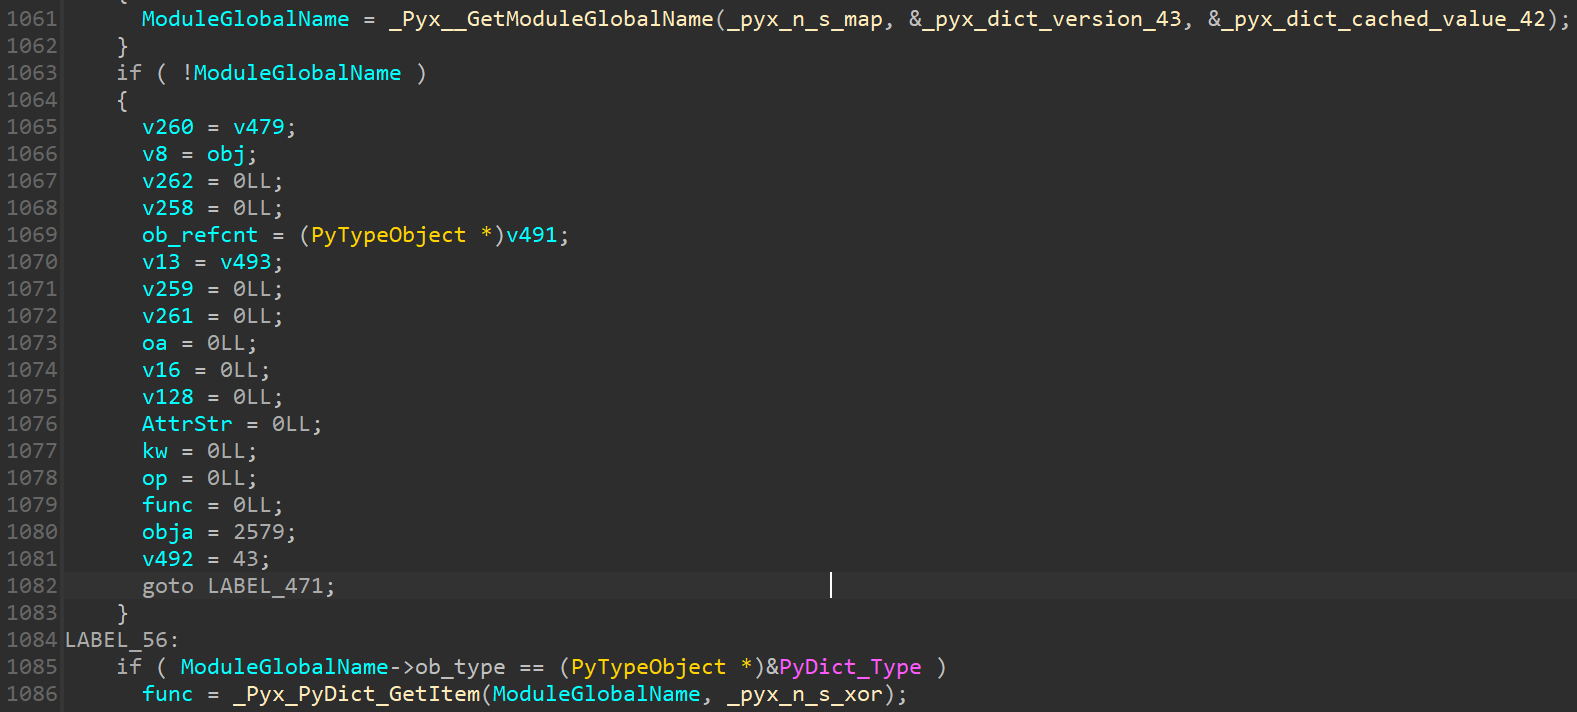 1061 ModuleGlobalName = _Pyx__GetModuleGlobalName(_pyx_n_s_map, &_pyx_dict_version_43, &_pyx_dict_cached_value_42);
1062 }
1063 if ( !ModuleGlobalName )
1064 {
1065 v260 = v479;
1066 v8 = obj;
1067 v262 = 0LL;
1068 v258 = 0LL;
1069 ob_refcnt = (PyTypeObject *)v491;
1070 v13 = v493;
1071 v259 = 0LL;
1072 v261 = 0LL;
1073 oa = 0LL;
1074 v16 = 0LL;
1075 v128 = 0LL;
1076 AttrStr = 0LL;
1077 kw = 0LL;
1078 op = 0LL;
1079 func = 0LL;
1080 obja = 2579;
1081 v492 = 43;
1082 goto LABEL_471;
1083 }
1084 LABEL_56:
1085 if ( ModuleGlobalName->ob_type == (PyTypeObject *)&PyDict_Type )
1086 func = _Pyx_PyDict_GetItem(ModuleGlobalName, _pyx_n_s_xor);